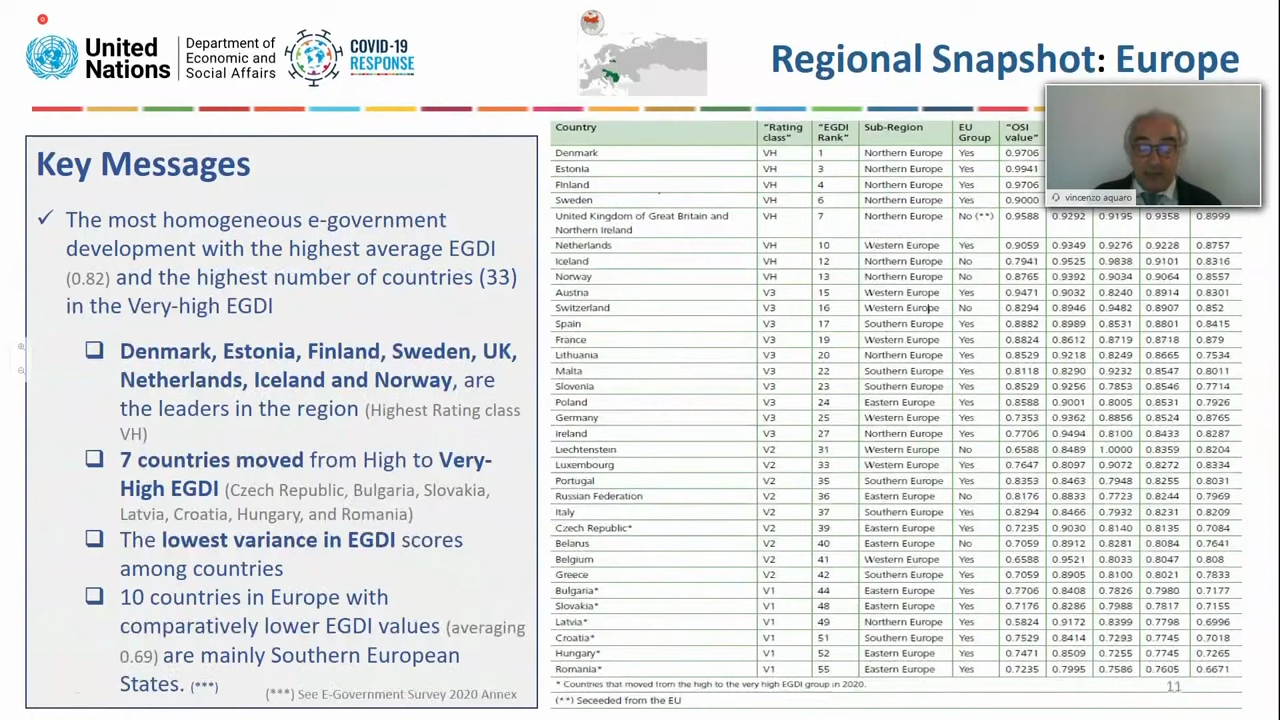 United Nations
Department of Economic and Social Affairs
COVID-19 RESPONSE
Regional Snapshot: Europe
vincenzo aquaro
Key Messages
✓ The most homogeneous e-government
development with the highest average EGDI
(0.82) and the highest number of countries (33)
in the Very-high EGDI
❑ Denmark, Estonia, Finland, Sweden, UK,
Netherlands, Iceland and Norway, are
the leaders in the region (Highest Rating class
VH)
❑ 7 countries moved from High to Very-
High EGDI (Czech Republic, Bulgaria, Slovakia,
Latvia, Croatia, Hungary, and Romania)
❑ The lowest variance in EGDI scores
among countries
❑ 10 countries in Europe with
comparatively lower EGDI values (averaging
0.69) are mainly Southern European
States. (***)
(***) See E-Government Survey 2020 Annex
Country "Rating class" "EGDI Rank" Sub-Region EU Group "OSI value"
Denmark VH 1 Northern Europe Yes 0.9706
Estonia VH 3 Northern Europe Yes 0.9941
Finland VH 4 Northern Europe Yes 0.9706
Sweden VH 6 Northern Europe Yes 0.9000
United Kingdom of Great Britain and Northern Ireland VH 7 Northern Europe No (**) 0.9588 0.9292 0.9195 0.9358 0.8999
Netherlands VH 10 Western Europe Yes 0.9059 0.9349 0.9276 0.9228 0.8757
Iceland VH 12 Northern Europe No 0.7941 0.9525 0.9838 0.9101 0.8316
Norway VH 13 Northern Europe No 0.8765 0.9392 0.9034 0.9064 0.8557
Austria V3 15 Western Europe Yes 0.9471 0.9032 0.8240 0.8914 0.8301
Switzerland V3 16 Western Europe No 0.8294 0.8946 0.9482 0.8907 0.852
Spain V3 17 Southern Europe Yes 0.8882 0.8989 0.8531 0.8801 0.8415
France V3 19 Western Europe Yes 0.8824 0.8612 0.8719 0.8718 0.879
Lithuania V3 20 Northern Europe Yes 0.8529 0.9218 0.8249 0.8665 0.7534
Malta V3 22 Southern Europe Yes 0.8118 0.8290 0.9232 0.8547 0.8011
Slovenia V3 23 Southern Europe Yes 0.8529 0.9256 0.7853 0.8546 0.7714
Poland V3 24 Eastern Europe Yes 0.8588 0.9001 0.8005 0.8531 0.7926
Germany V3 25 Western Europe Yes 0.7353 0.9362 0.8856 0.8524 0.8765
Ireland V3 27 Northern Europe Yes 0.7706 0.9494 0.8100 0.8433 0.8287
Liechtenstein V2 31 Western Europe No 0.6588 0.8489 1.0000 0.8359 0.8204
Luxembourg V2 33 Western Europe Yes 0.7647 0.8097 0.9072 0.8272 0.8334
Portugal V2 35 Southern Europe Yes 0.8353 0.8463 0.7948 0.8255 0.8031
Russian Federation V2 36 Eastern Europe No 0.8176 0.8833 0.7723 0.8244 0.7969
Italy V2 37 Southern Europe Yes 0.8294 0.8466 0.7932 0.8231 0.8209
Czech Republic* V2 39 Eastern Europe Yes 0.7235 0.9030 0.8140 0.8135 0.7084
Belarus V2 40 Eastern Europe No 0.7059 0.8912 0.8281 0.8084 0.7641
Belgium V2 41 Western Europe Yes 0.6588 0.9521 0.8033 0.8047 0.808
Greece V2 42 Southern Europe Yes 0.7059 0.8905 0.8100 0.8021 0.7833
Bulgaria* V1 44 Eastern Europe Yes 0.7706 0.8408 0.7826 0.7980 0.7177
Slovakia* V1 48 Eastern Europe Yes 0.7176 0.8286 0.7988 0.7817 0.7155
Latvia* V1 49 Northern Europe Yes 0.5824 0.9172 0.8399 0.7798 0.6996
Croatia* V1 51 Southern Europe Yes 0.7529 0.8414 0.7293 0.7745 0.7018
Hungary* V1 52 Eastern Europe Yes 0.7471 0.8509 0.7255 0.7745 0.7265
Romania* V1 55 Eastern Europe Yes 0.7235 0.7995 0.7586 0.7605 0.6671
* Countries that moved from the high to the very high EGDI group in 2020.
(**) Seceeded from the EU
11